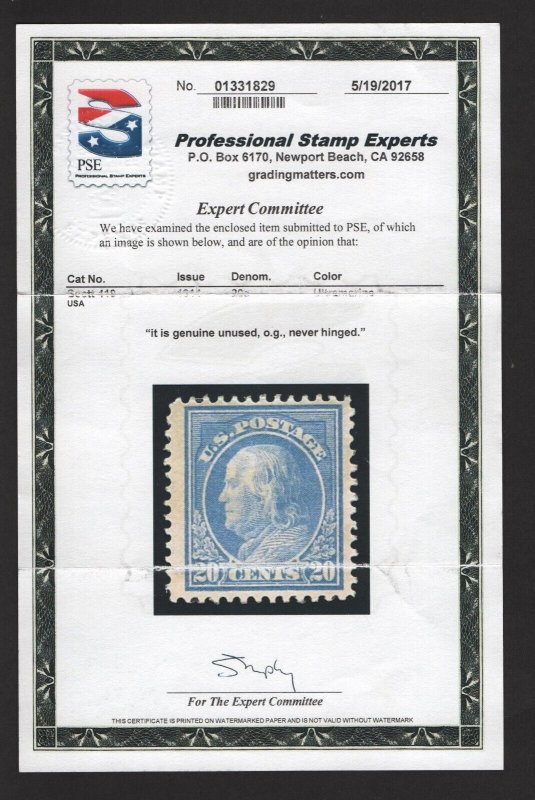 No. 01331829 5/19/2017
PSE
PROFESSIONAL STAMP EXPERTS
Professional Stamp Experts
P.O. Box 6170, Newport Beach, CA 92658
gradingmatters.com
Expert Committee
We have examined the enclosed item submitted to PSE, of which
an image is shown below, and are of the opinion that:
Cat No. Issue Denom. Color
Scott Ultramarine
USA
"it is genuine unused, o.g., never hinged."
U.S. POSTAGE
20 CENTS 20
For The Expert Committee
THIS CERTIFICATE IS PRINTED ON WATERMARKED PAPER AND IS NOT VALID WITHOUT WATERMARK